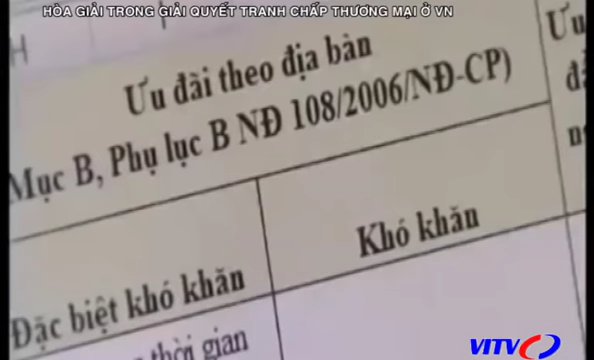 HÒA GIẢI TRONG GIẢI QUYẾT TRANH CHẤP THƯƠNG MẠI Ở VN
H
Ưu đãi theo địa bàn
Mục B, Phụ lục B NĐ 108/2006/NĐ-CP)
Ưu
Đặc biệt khó khăn
Khó khăn
thời gian
VITV